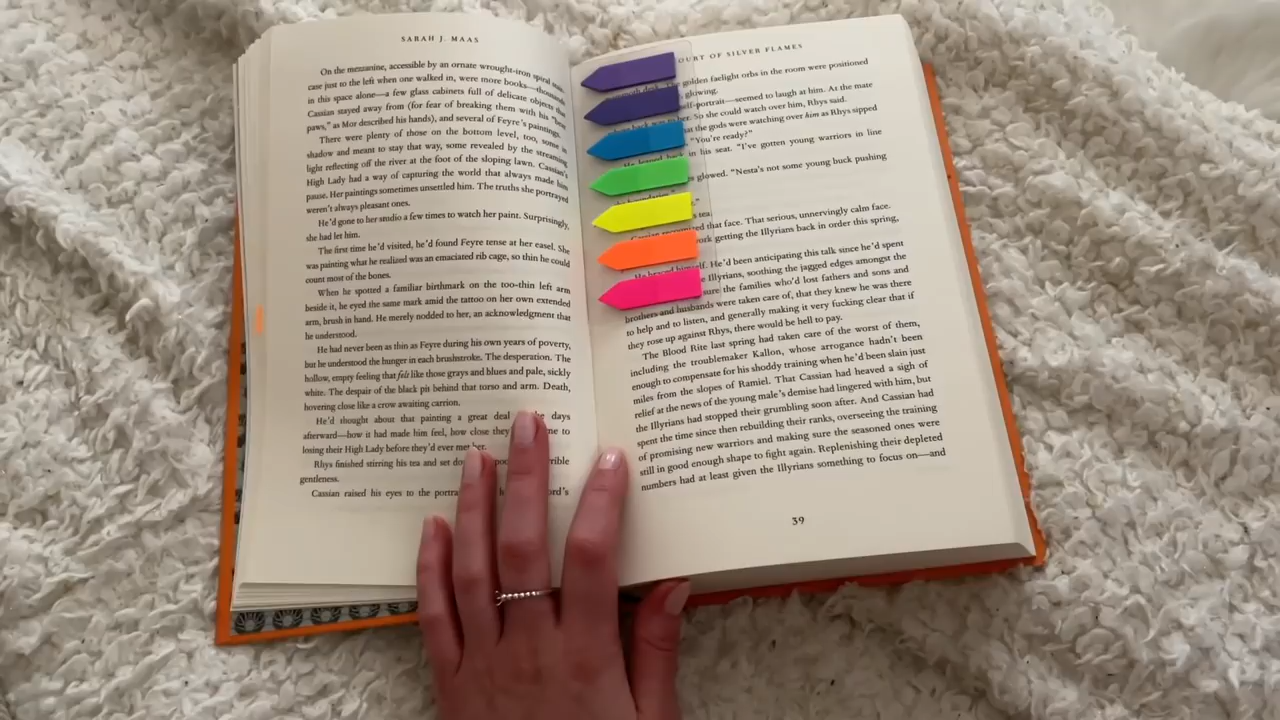 SARAH J. MAAS
On the mezzanine, accessible by an ornate wrought-iron spiral
case just to the left when one walked in, were more books—thousands
in this space alone—a few glass cabinets full of delicate objects that
Cassian stayed away from (for fear of breaking them with his "
paws," as Mor described his hands), and several of Feyre's paintings.
There were plenty of those on the bottom level, too, some in
shadow and meant to stay that way, some revealed by the streaming
light reflecting off the river at the foot of the sloping lawn. Cassian's
High Lady had a way of capturing the world that always made him
pause. Her paintings sometimes unsettled him. The truths she portrayed
weren't always pleasant ones.
He'd gone to her studio a few times to watch her paint. Surprisingly,
she had let him.
The first time he'd visited, he'd found Feyre tense at her easel. She
was painting what he realized was an emaciated rib cage, so thin he could
count most of the bones.
When he spotted a familiar birthmark on the too-thin left arm
beside it, he eyed the same mark amid the tattoo on her own extended
arm, brush in hand. He merely nodded to her, an acknowledgment that
he understood.
He had never been as thin as Feyre during his own years of poverty,
but he understood the hunger in each brushstroke. The desperation. The
hollow, empty feeling that felt like those grays and blues and pale, sickly
white. The despair of the black pit behind that torso and arm. Death,
hovering close like a crow awaiting carrion.
He'd thought about that painting a great deal days
afterward—how it had made him feel, how close they to
losing their High Lady before they'd ever met her.
Rhys finished stirring his tea and set
gentleness.
Cassian raised his eyes to the
COURT OF SILVER FLAMES
golden faelight orbs in the room were positioned
glowing.
seemed to laugh at him. At the mate
her. So she could watch over him, Rhys said.
that the gods were watching over him as Rhys sipped
"You're ready?"
He leaned back in his seat. "I've gotten young warriors in line
glowed. "Nesta's not some young buck pushing
tea.
Cassian recognized that face. That serious, unnervingly calm face.
getting the Illyrians back in order this spring,
He braced himself. He'd been anticipating this talk since he'd spent
Illyrians, soothing the jagged edges amongst the
sure the families who'd lost fathers and sons and
brothers and husbands were taken care of, that they knew he was there
to help and to listen, and generally making it very fucking clear that if
they rose up against Rhys, there would be hell to pay.
The Blood Rite last spring had taken care of the worst of them,
including the troublemaker Kallon, whose arrogance hadn't been
enough to compensate for his shoddy training when he'd been slain just
miles from the slopes of Ramiel. That Cassian had heaved a sigh of
relief at the news of the young male's demise had lingered with him, but
the Illyrians had stopped their grumbling soon after. And Cassian had
spent the time since then rebuilding their ranks, overseeing the training
of promising new warriors and making sure the seasoned ones were
still in good enough shape to fight again. Replenishing their depleted
numbers had at least given the Illyrians something to focus on—and
39